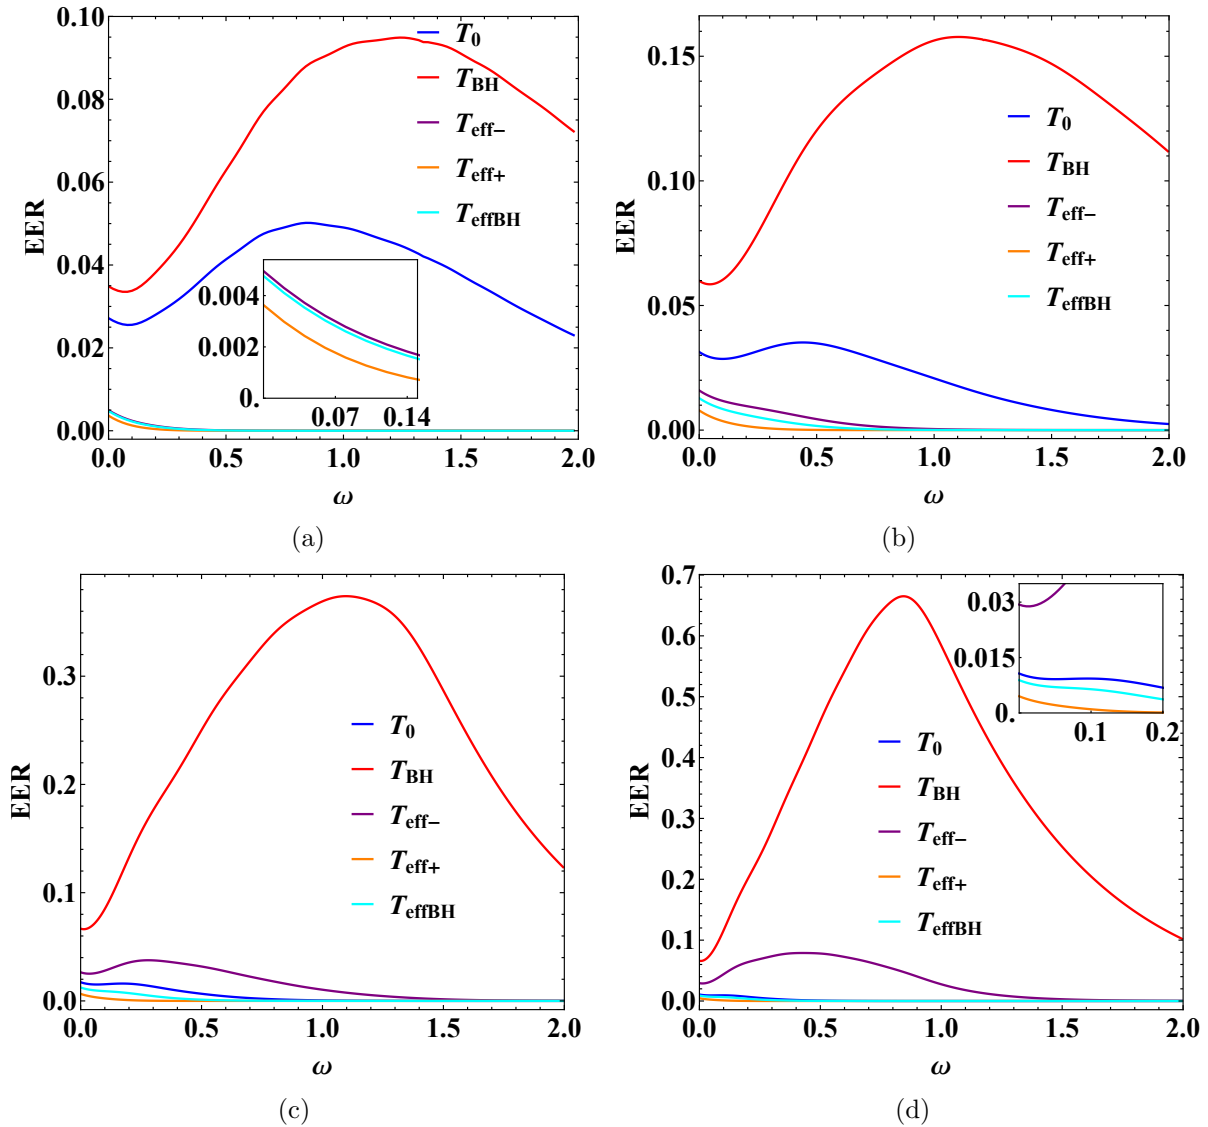 0.10
0.08
0.06
0.04
0.02
0.00
EER
T0
TBH
Teff−
Teff+
TeffBH
0.004
0.002
0.
0.07 0.14
0.0 0.5 1.0 1.5 2.0
ω
(a)
0.15
0.10
0.05
0.00
EER
T0
TBH
Teff−
Teff+
TeffBH
0.0 0.5 1.0 1.5 2.0
ω
(b)
0.3
0.2
0.1
0.0
EER
T0
TBH
Teff−
Teff+
TeffBH
0.0 0.5 1.0 1.5 2.0
ω
(c)
0.7
0.6
0.5
0.4
0.3
0.2
0.1
0.0
EER
0.03
0.015
0.
0.1 0.2
T0
TBH
Teff−
Teff+
TeffBH
0.0 0.5 1.0 1.5 2.0
ω
(d)